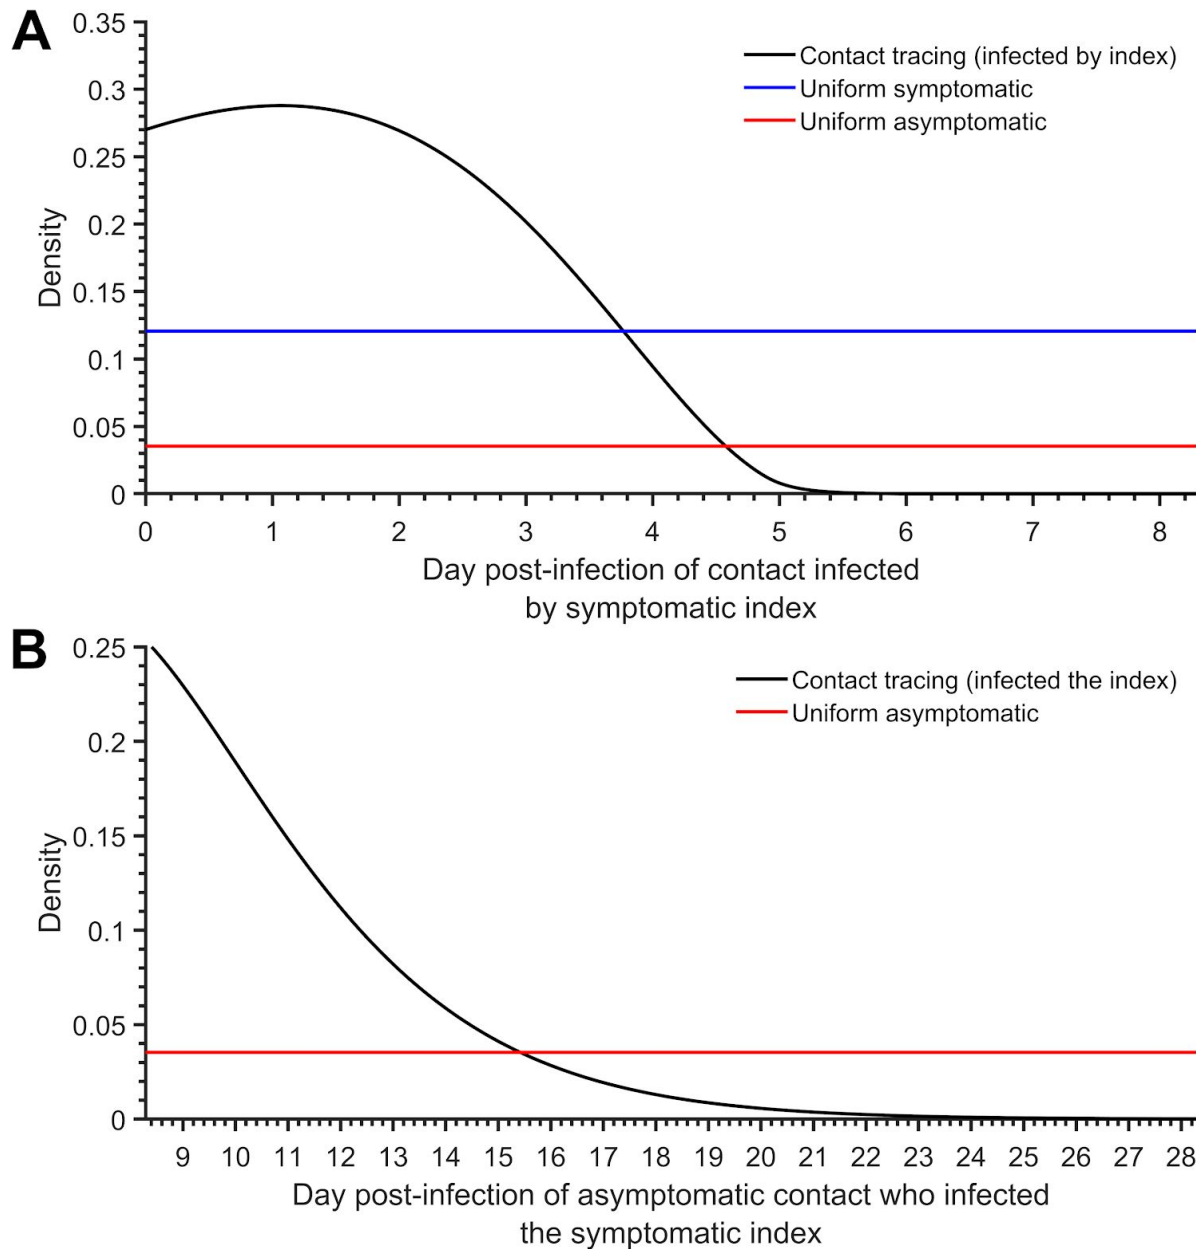 A
0.35
0.3
0.25
0.2
0.15
0.1
0.05
0
Density
Contact tracing (infected by index)
Uniform symptomatic
Uniform asymptomatic
0 1 2 3 4 5 6 7 8
Day post-infection of contact infected
by symptomatic index
B
0.25
0.2
0.15
0.1
0.05
0
Density
Contact tracing (infected the index)
Uniform asymptomatic
9 10 11 12 13 14 15 16 17 18 19 20 21 22 23 24 25 26 27 28
Day post-infection of asymptomatic contact who infected
the symptomatic index